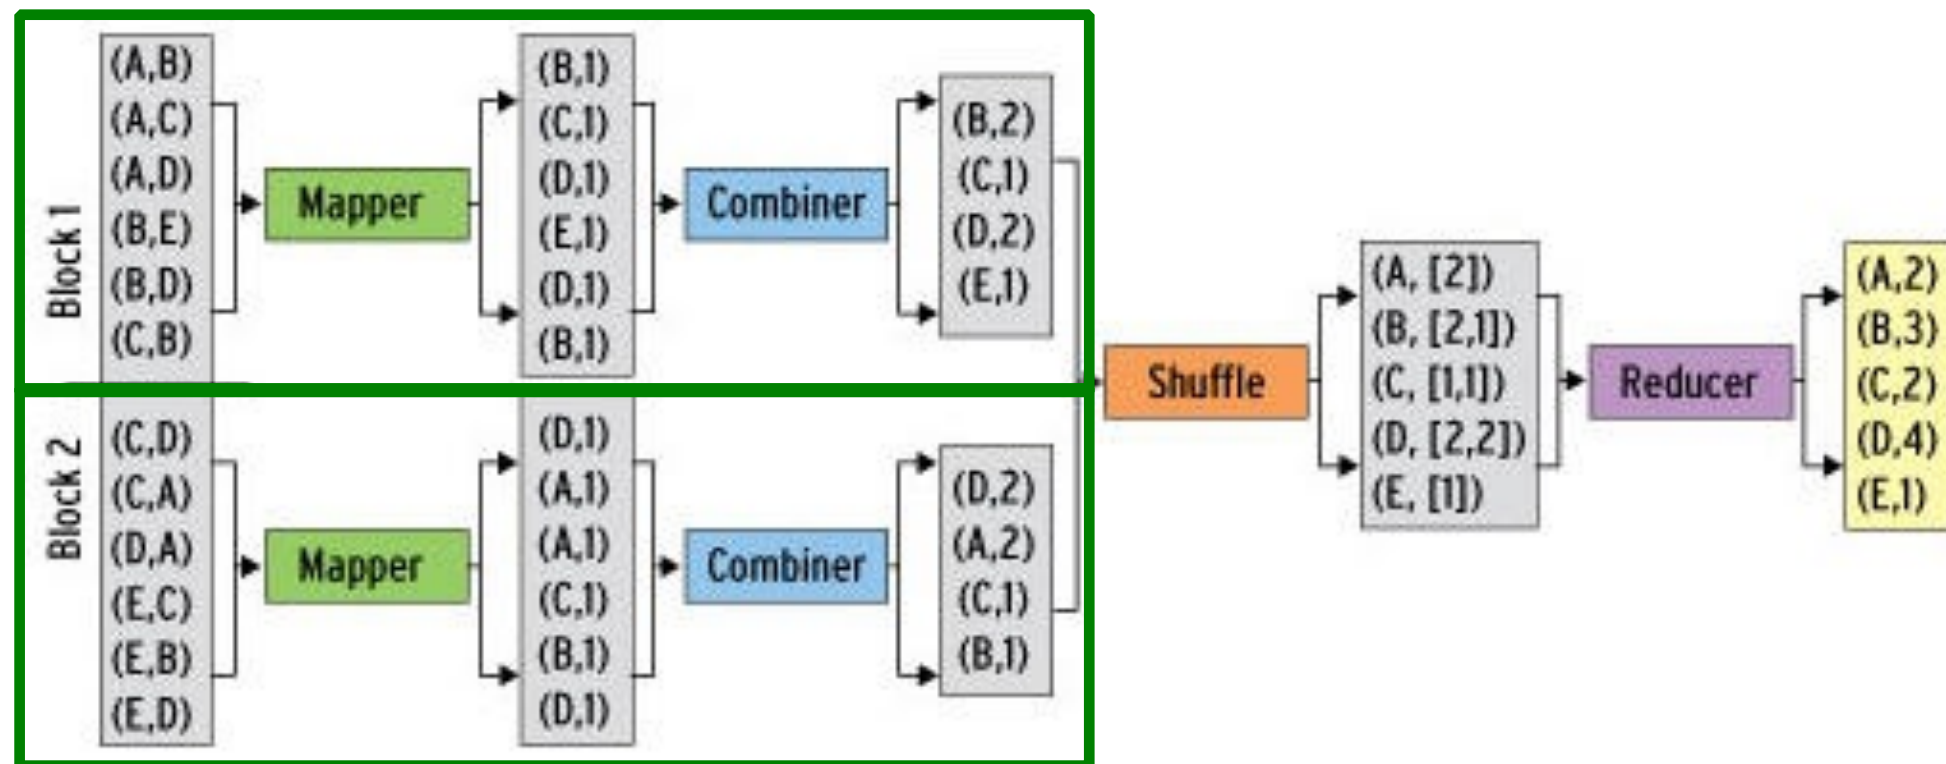 Block 1
(A,B)
(A,C)
(A,D)
(B,E)
(B,D)
(C,B)
Mapper
(B,1)
(C,1)
(D,1)
(E,1)
(D,1)
(B,1)
Combiner
(B,2)
(C,1)
(D,2)
(E,1)
Block 2
(C,D)
(C,A)
(D,A)
(E,C)
(E,B)
(E,D)
Mapper
(D,1)
(A,1)
(A,1)
(C,1)
(B,1)
(D,1)
Combiner
(D,2)
(A,2)
(C,1)
(B,1)
Shuffle
(A, [2])
(B, [2,1])
(C, [1,1])
(D, [2,2])
(E, [1])
Reducer
(A,2)
(B,3)
(C,2)
(D,4)
(E,1)